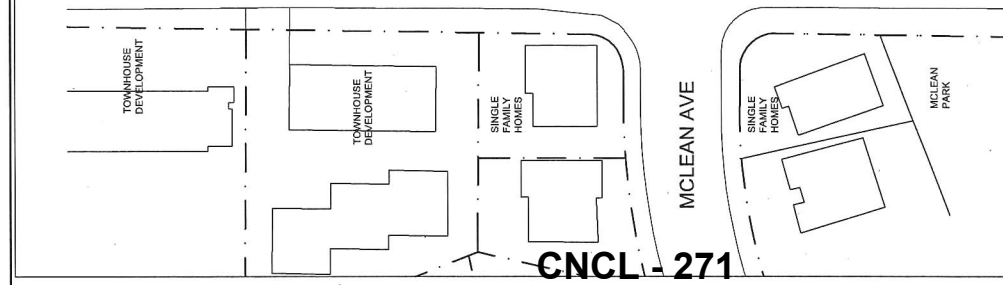 TOWNHOUSE
DEVELOPMENT
TOWNHOUSE
DEVELOPMENT
SINGLE
FAMILY
HOMES
MCLEAN AVE
SINGLE
FAMILY
HOMES
MCLEAN
PARK
CNCL - 271